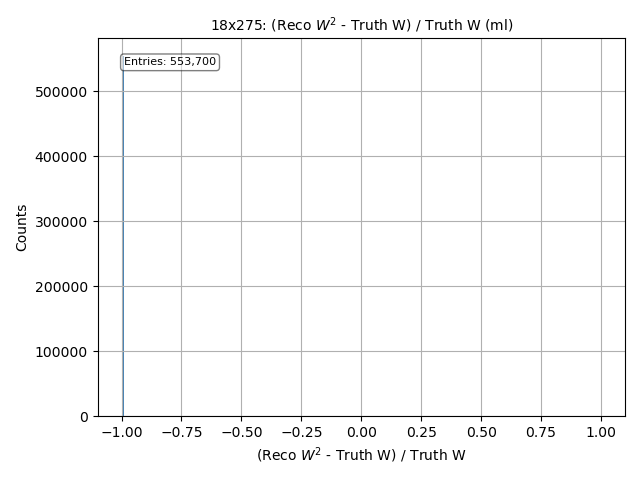 18x275: (Reco $W^2$ - Truth W) / Truth W (ml)
Entries: 553,700
500000
400000
300000
200000
100000
0
Counts
−1.00 −0.75 −0.50 −0.25 0.00 0.25 0.50 0.75 1.00
(Reco $W^2$ - Truth W) / Truth W